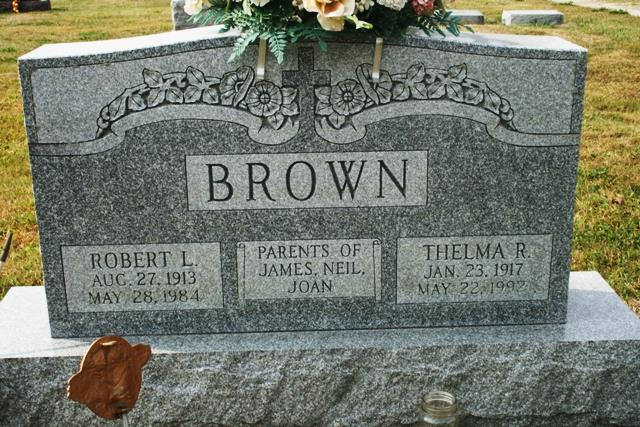 BROWN
ROBERT L.
AUG. 27, 1913
MAY 28, 1984
PARENTS OF
JAMES, NEIL,
JOAN
THELMA R.
JAN. 23, 1917
MAY 22, 1992